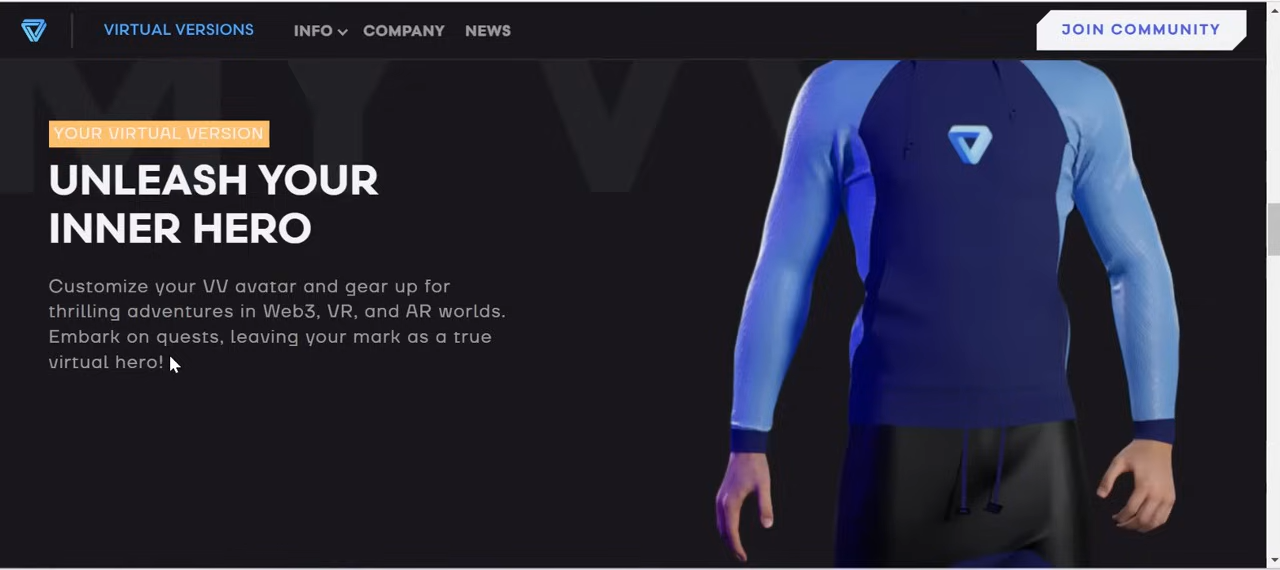 VIRTUAL VERSIONS
INFO
COMPANY
NEWS
JOIN COMMUNITY
MY VV
YOUR VIRTUAL VERSION
UNLEASH YOUR
INNER HERO
Customize your VV avatar and gear up for
thrilling adventures in Web3, VR, and AR worlds.
Embark on quests, leaving your mark as a true
virtual hero!